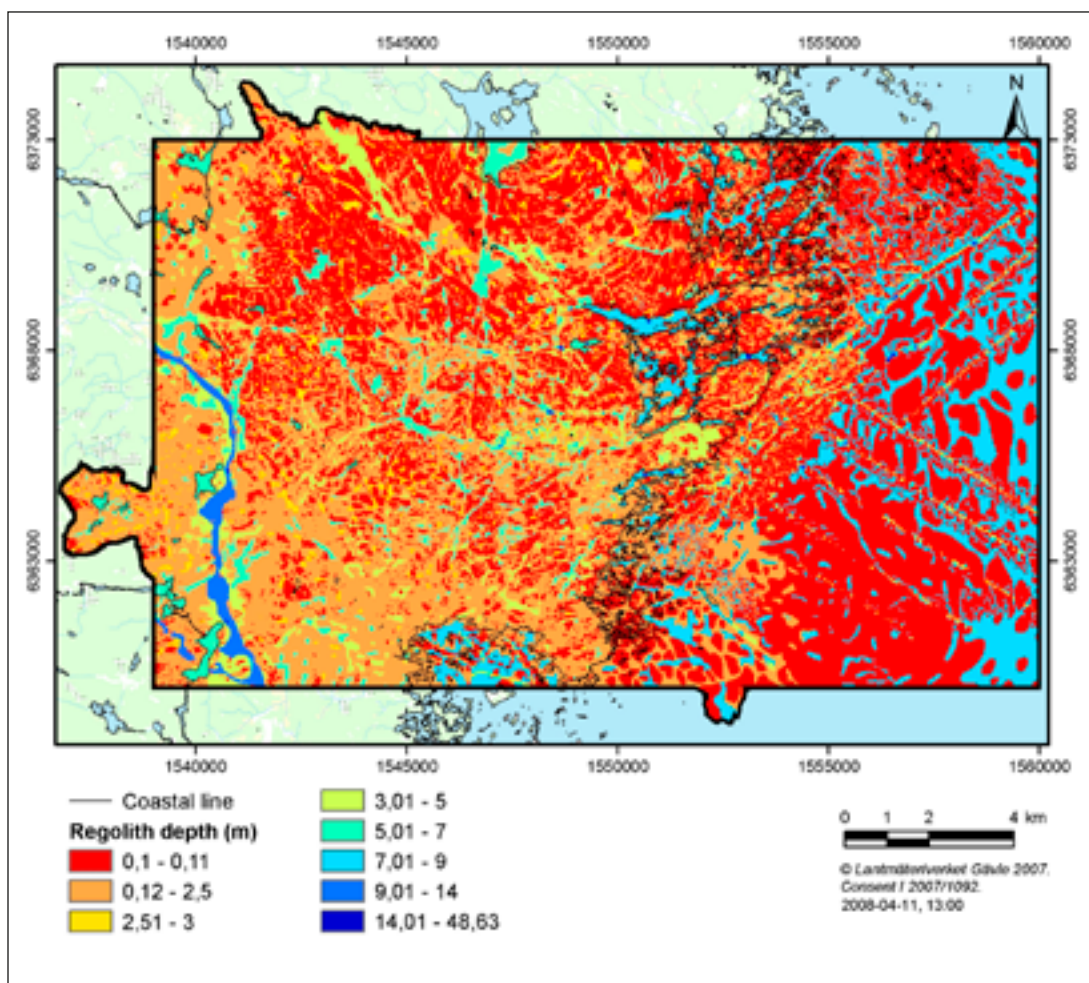 1540000 1545000 1550000 1555000 1560000
N
6373000 6373000
6368000 6368000
6363000 6363000
1540000 1545000 1550000 1555000 1560000
Coastal line
Regolith depth (m)
0,1 - 0,11
0,12 - 2,5
2,51 - 3
3,01 - 5
5,01 - 7
7,01 - 9
9,01 - 14
14,01 - 48,63
0 1 2 4 km
© Lantmäteriverket Gävle 2007.
Consent I 2007/1092.
2008-04-11, 13:00